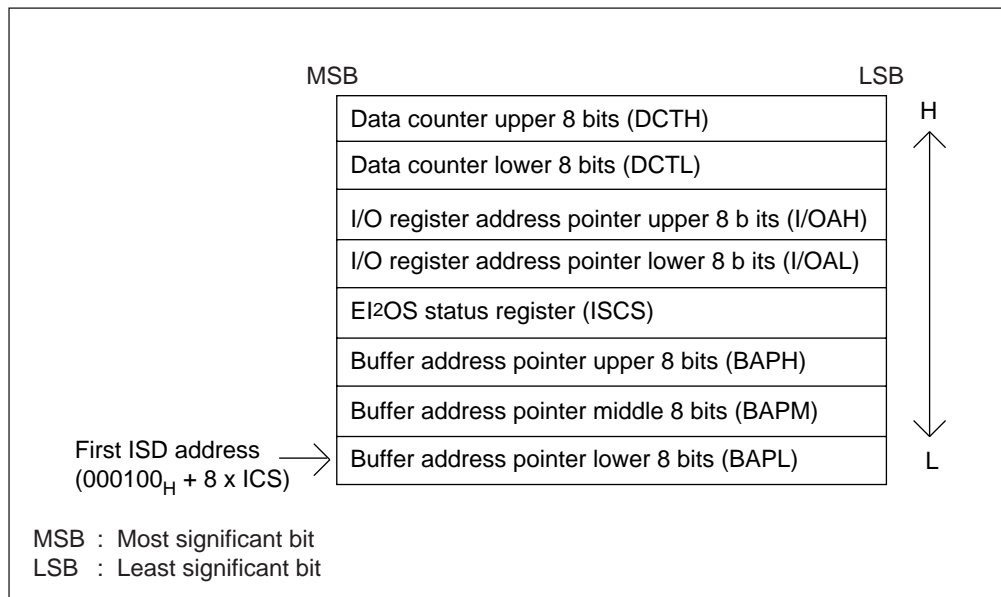 MSB LSB
Data counter upper 8 bits (DCTH) H
Data counter lower 8 bits (DCTL)
I/O register address pointer upper 8 b its (I/OAH)
I/O register address pointer lower 8 b its (I/OAL)
EI2OS status register (ISCS)
Buffer address pointer upper 8 bits (BAPH)
Buffer address pointer middle 8 bits (BAPM)
Buffer address pointer lower 8 bits (BAPL) L
First ISD address
(000100H + 8 x ICS)
MSB : Most significant bit
LSB : Least significant bit